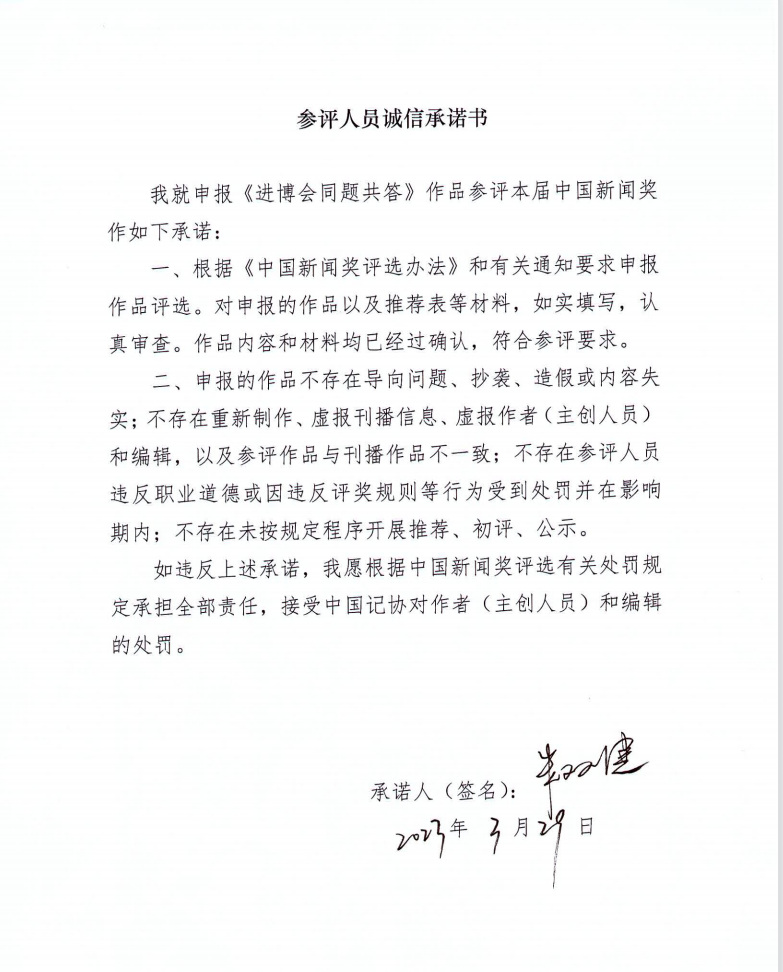 参评人员诚信承诺书
我就申报《进博会同题共答》作品参评本届中国新闻奖
作如下承诺：
一、根据《中国新闻奖评选办法》和有关通知要求申报
作品评选。对申报的作品以及推荐表等材料，如实填写，认
真审查。作品内容和材料均已经过确认，符合参评要求。
二、申报的作品不存在导向问题、抄袭、造假或内容失
实；不存在重新制作、虚报刊播信息、虚报作者（主创人员）
和编辑，以及参评作品与刊播作品不一致；不存在参评人员
违反职业道德或因违反评奖规则等行为受到处罚并在影响
期内；不存在未按规定程序开展推荐、初评、公示。
如违反上述承诺，我愿根据中国新闻奖评选有关处罚规
定承担全部责任，接受中国记协对作者（主创人员）和编辑
的处罚。
承诺人（签名）：
2023年 3月29日